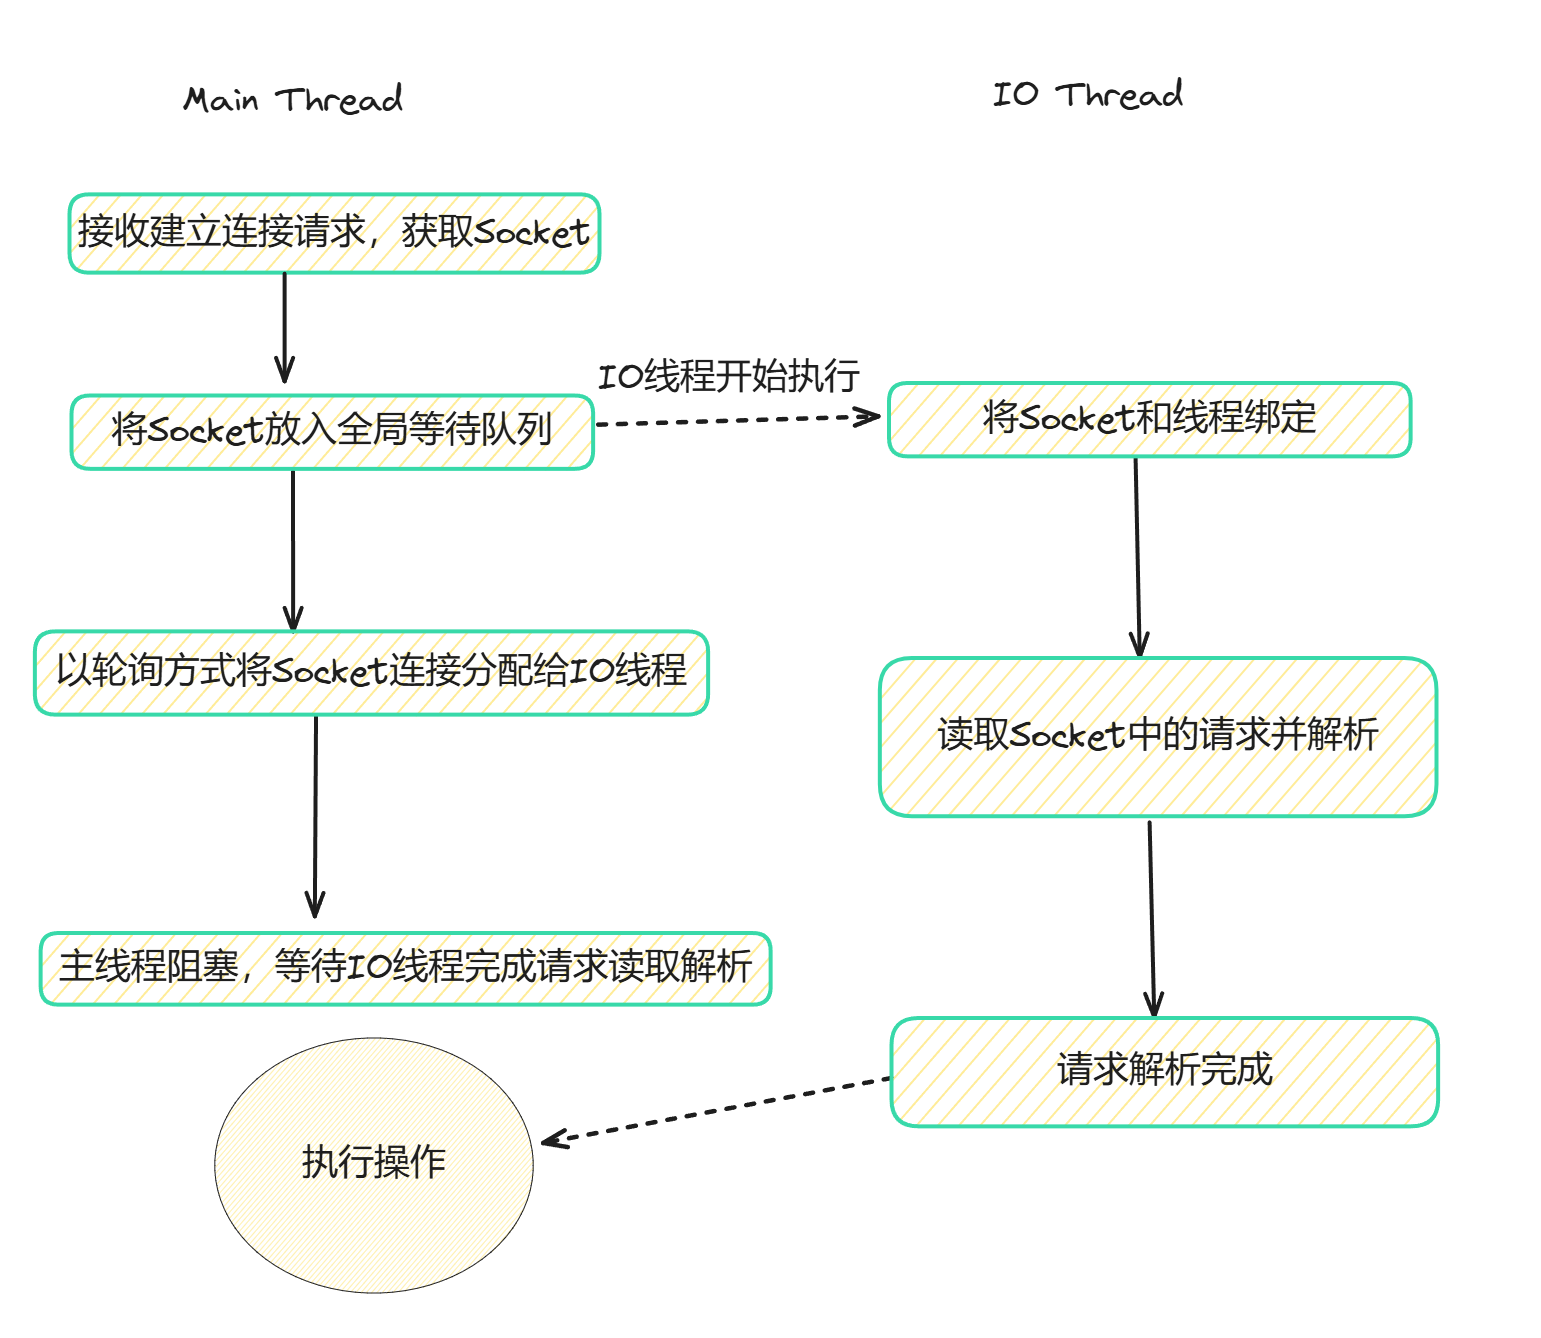 Main Thread
IO Thread
接收建立连接请求，获取Socket
IO线程开始执行
将Socket放入全局等待队列
将Socket和线程绑定
以轮询方式将Socket连接分配给IO线程
读取Socket中的请求并解析
主线程阻塞，等待IO线程完成请求读取解析
请求解析完成
执行操作